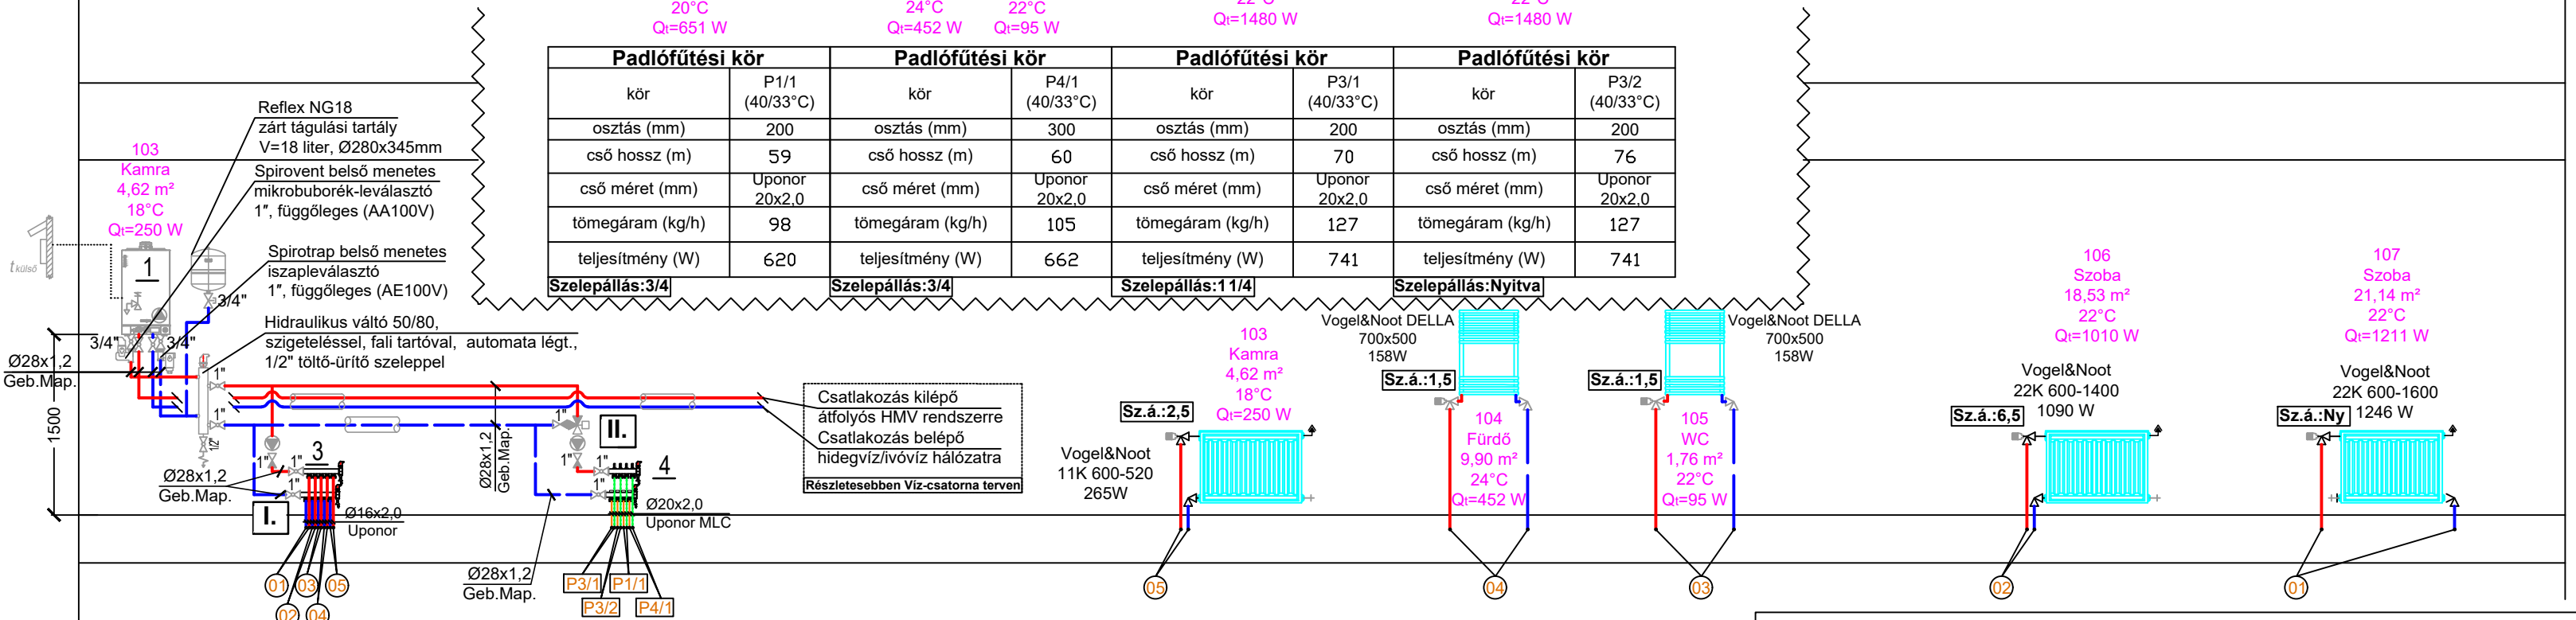 20°C
Qt=651 W
24°C
Qt=452 W
22°C
Qt=95 W
22°C
Qt=1480 W
22°C
Qt=1480 W
Padlófűtési kör Padlófűtési kör Padlófűtési kör Padlófűtési kör
kör P1/1 (40/33°C) kör P4/1 (40/33°C) kör P3/1 (40/33°C) kör P3/2 (40/33°C)
osztás (mm) 200 osztás (mm) 300 osztás (mm) 200 osztás (mm) 200
cső hossz (m) 59 cső hossz (m) 60 cső hossz (m) 70 cső hossz (m) 76
cső méret (mm) Uponor 20x2,0 cső méret (mm) Uponor 20x2,0 cső méret (mm) Uponor 20x2,0 cső méret (mm) Uponor 20x2,0
tömegáram (kg/h) 98 tömegáram (kg/h) 105 tömegáram (kg/h) 127 tömegáram (kg/h) 127
teljesítmény (W) 620 teljesítmény (W) 662 teljesítmény (W) 741 teljesítmény (W) 741
Szelepállás:3/4 Szelepállás:3/4 Szelepállás:11/4 Szelepállás:Nyitva
Reflex NG18
zárt tágulási tartály
V=18 liter, Ø280x345mm
Spirovent belső menetes
mikrobuborék-leválasztó
1", függőleges (AA100V)
Spirotrap belső menetes
iszapleválasztó
1", függőleges (AE100V)
Hidraulikus váltó 50/80,
szigeteléssel, fali tartóval, automata légt.,
1/2" töltő-ürítő szeleppel
103
Kamra
4,62 m²
18°C
Qt=250 W
1
t külső
3/4"
3/4"
3/4"
Ø28x1,2
Geb.Map.
1500
1"
1"
1/2"
Ø28x1,2
Geb.Map.
1"
1"
1"
3
I.
Ø16x2,0
Uponor
01
03
05
02
04
Ø28x1,2
Geb.Map.
1"
1"
1"
1"
II.
4
Ø20x2,0
Uponor MLC
Ø28x1,2
Geb.Map.
P3/1
P1/1
P3/2
P4/1
Csatlakozás kilépő
átfolyós HMV rendszerre
Csatlakozás belépő
hidegvíz/ivóvíz hálózatra
Részletesebben Víz-csatorna terven
103
Kamra
4,62 m²
18°C
Qt=250 W
Sz.á.:2,5
Vogel&Noot
11K 600-520
265W
05
Vogel&Noot DELLA
700x500
158W
Sz.á.:1,5
104
Fürdő
9,90 m²
24°C
Qt=452 W
04
Vogel&Noot DELLA
700x500
158W
Sz.á.:1,5
105
WC
1,76 m²
22°C
Qt=95 W
03
106
Szoba
18,53 m²
22°C
Qt=1010 W
Vogel&Noot
22K 600-1400
1090 W
Sz.á.:6,5
02
107
Szoba
21,14 m²
22°C
Qt=1211 W
Vogel&Noot
22K 600-1600
1246 W
Sz.á.:Ny
01